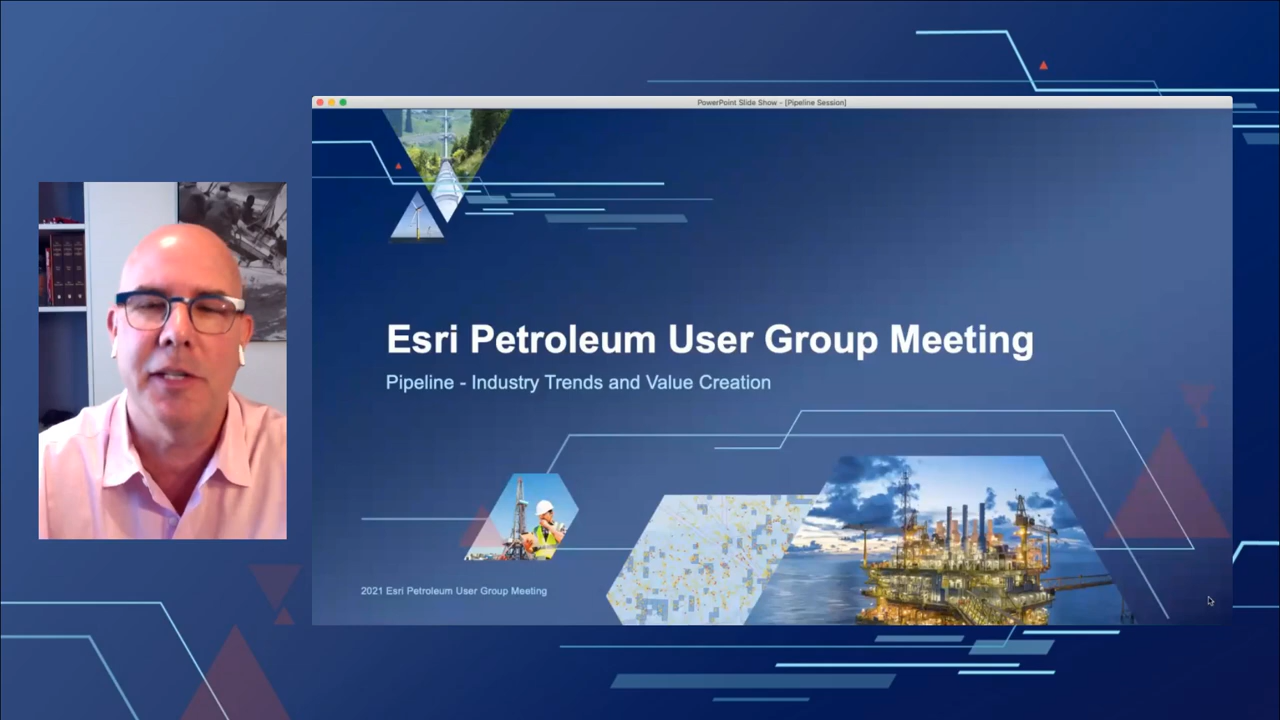 PowerPoint Slide Show - [Pipeline Session]
Esri Petroleum User Group Meeting
Pipeline - Industry Trends and Value Creation
2021 Esri Petroleum User Group Meeting